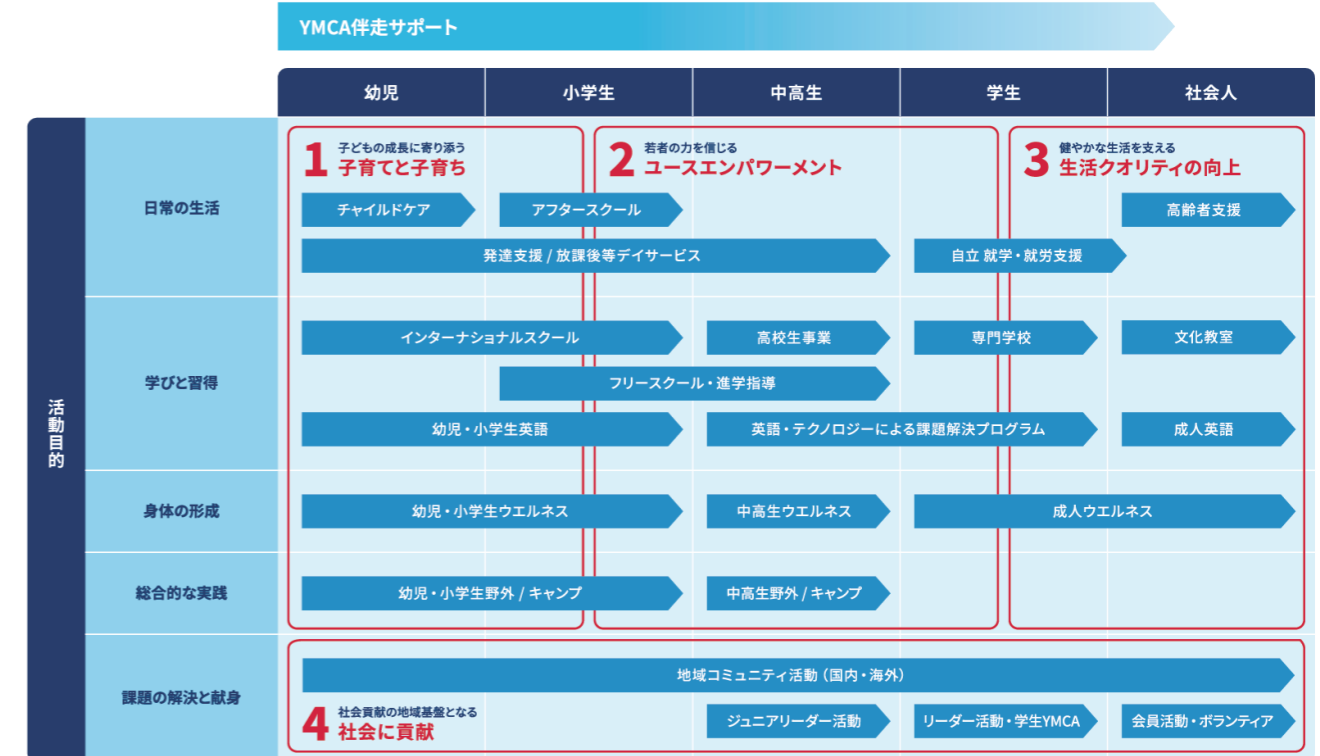 YMCA伴走サポート
幼児
小学生
中高生
学生
社会人
活動目的
日常の生活
1
子どもの成長に寄り添う
子育てと子育ち
2
若者の力を信じる
ユースエンパワーメント
3
健やかな生活を支える
生活クオリティの向上
チャイルドケア
アフタースクール
高齢者支援
発達支援 / 放課後等デイサービス
自立 就学・就労支援
学びと習得
インターナショナルスクール
高校生事業
専門学校
文化教室
フリースクール・進学指導
幼児・小学生英語
英語・テクノロジーによる課題解決プログラム
成人英語
身体の形成
幼児・小学生ウエルネス
中高生ウエルネス
成人ウエルネス
総合的な実践
幼児・小学生野外 / キャンプ
中高生野外 / キャンプ
課題の解決と献身
地域コミュニティ活動（国内・海外）
4
社会貢献の地域基盤となる
社会に貢献
ジュニアリーダー活動
リーダー活動・学生YMCA
会員活動・ボランティア